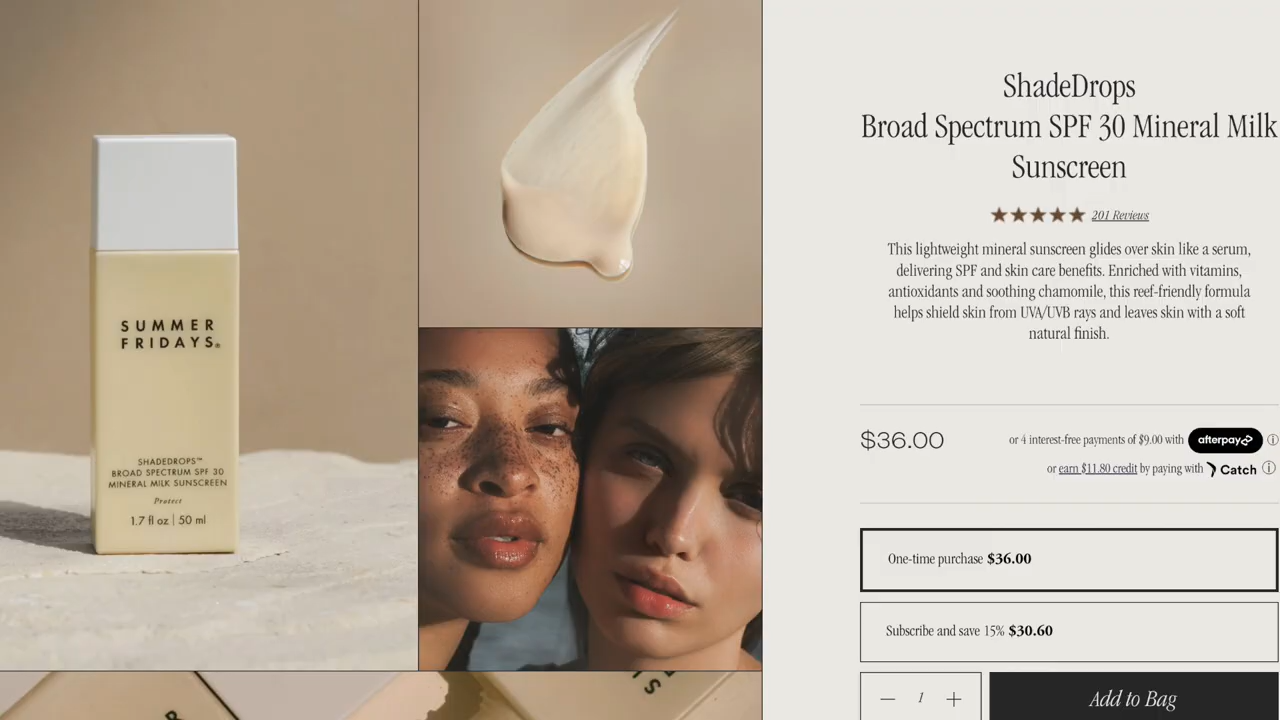 SUMMER
FRIDAYS®
SHADEDROPS™
BROAD SPECTRUM SPF 30
MINERAL MILK SUNSCREEN
Protect
1.7 fl oz | 50 ml
ShadeDrops
Broad Spectrum SPF 30 Mineral Milk
Sunscreen
201 Reviews
This lightweight mineral sunscreen glides over skin like a serum,
delivering SPF and skin care benefits. Enriched with vitamins,
antioxidants and soothing chamomile, this reef-friendly formula
helps shield skin from UVA/UVB rays and leaves skin with a soft
natural finish.
$36.00
or 4 interest-free payments of $9.00 with afterpay
or earn $11.80 credit by paying with Catch
One-time purchase $36.00
Subscribe and save 15% $30.60
1
Add to Bag